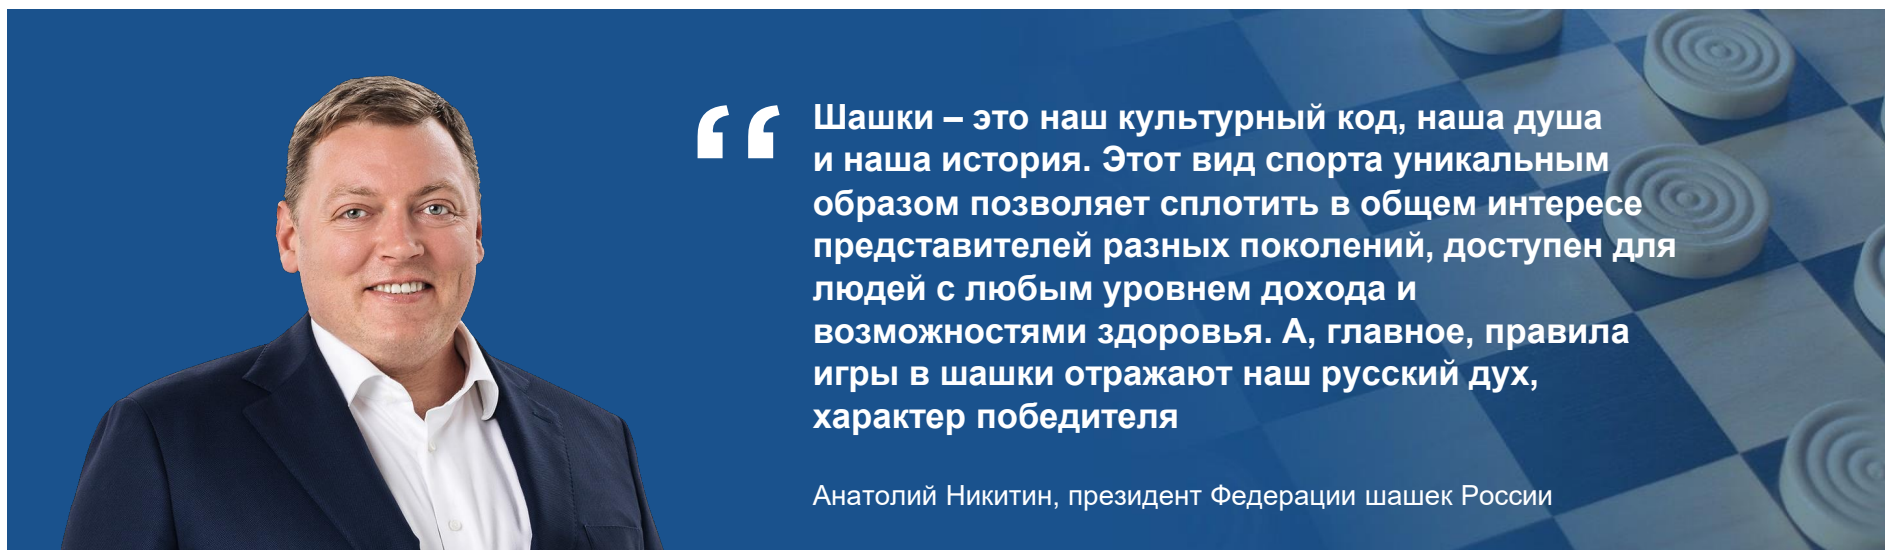 “
Шашки – это наш культурный код, наша душа
и наша история. Этот вид спорта уникальным
образом позволяет сплотить в общем интересе
представителей разных поколений, доступен для
людей с любым уровнем дохода и
возможностями здоровья. А, главное, правила
игры в шашки отражают наш русский дух,
характер победителя
Анатолий Никитин, президент Федерации шашек России